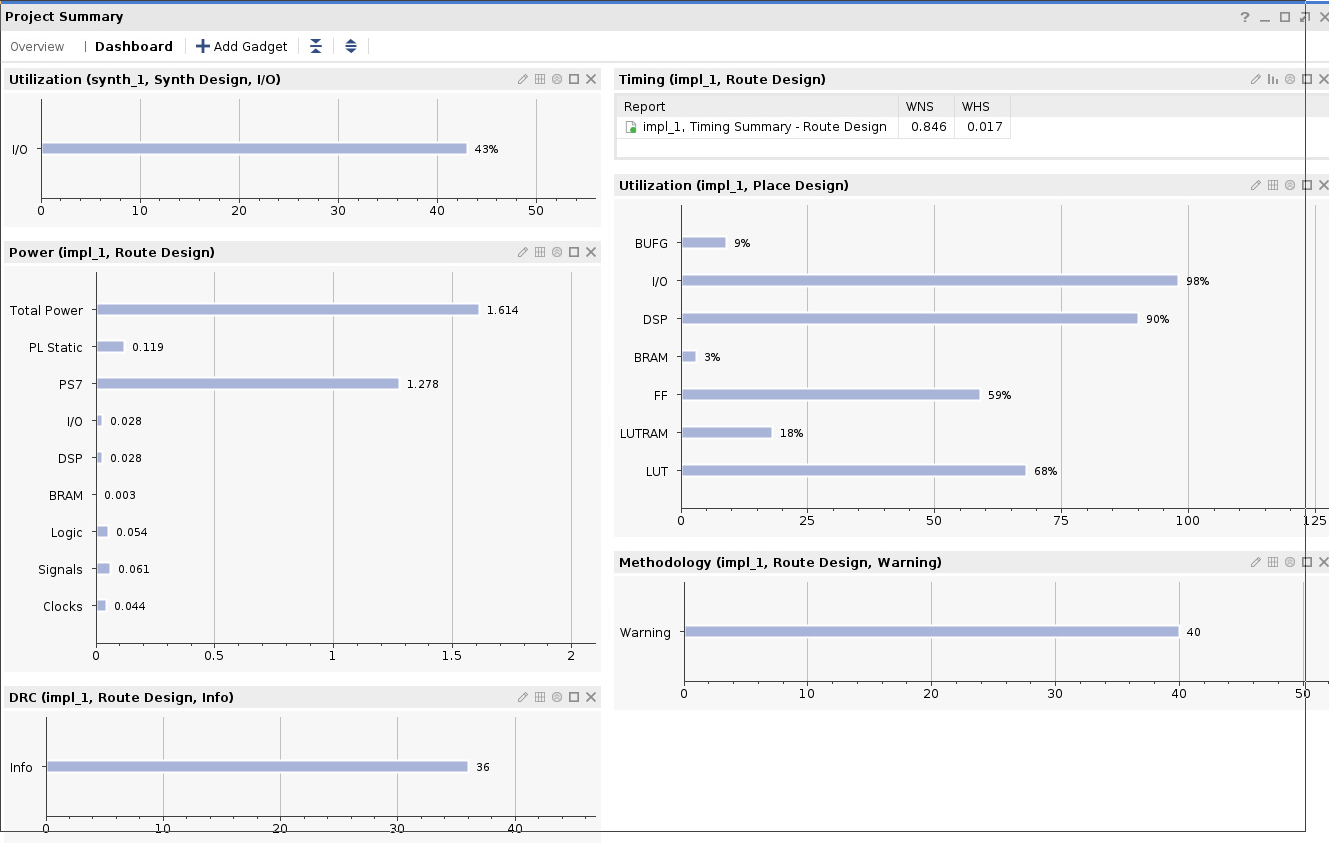 Project Summary
Overview | Dashboard Add Gadget
Utilization (synth_1, Synth Design, I/O)
I/O 43%
0 10 20 30 40 50
Power (impl_1, Route Design)
Total Power 1.614
PL Static 0.119
PS7 1.278
I/O 0.028
DSP 0.028
BRAM 0.003
Logic 0.054
Signals 0.061
Clocks 0.044
0 0.5 1 1.5 2
DRC (impl_1, Route Design, Info)
Info 36
0 10 20 30 40
Timing (impl_1, Route Design)
Report WNS WHS
impl_1, Timing Summary - Route Design 0.846 0.017
Utilization (impl_1, Place Design)
BUFG 9%
I/O 98%
DSP 90%
BRAM 3%
FF 59%
LUTRAM 18%
LUT 68%
0 25 50 75 100 125
Methodology (impl_1, Route Design, Warning)
Warning 40
0 10 20 30 40 50